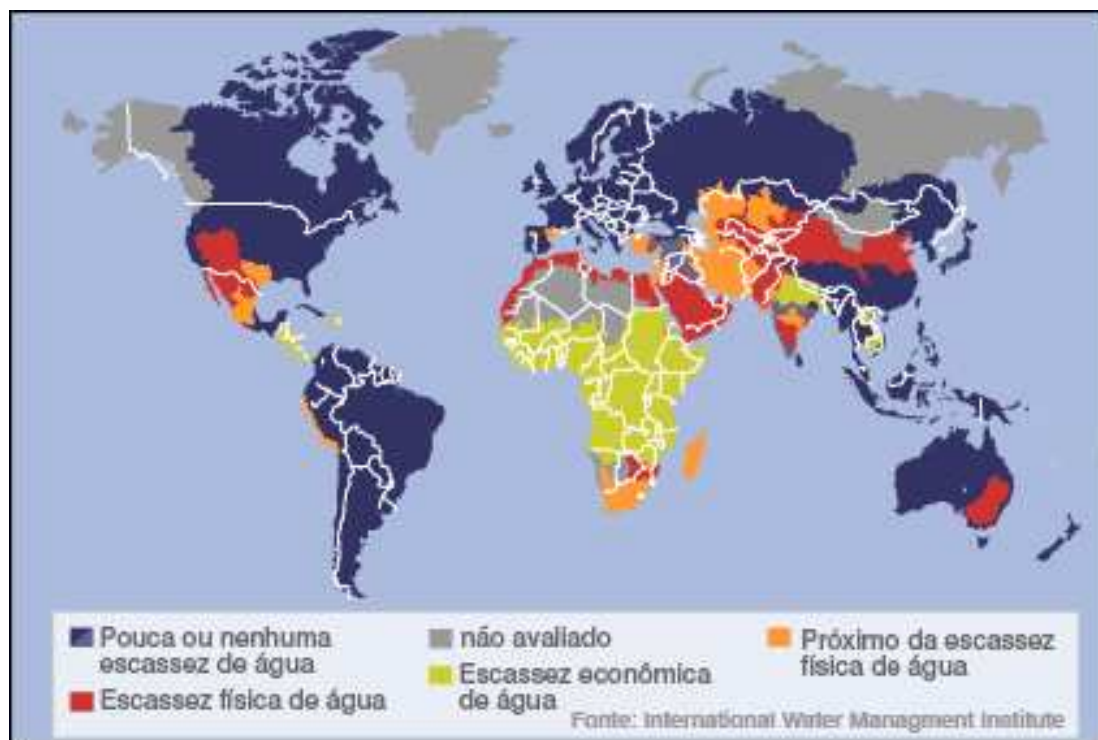 Pouca ou nenhuma
escassez de água
Escassez física de água
não avaliado
Escassez econômica
de água
Próximo da escassez
física de água
Fonte: International Water Managment Institute